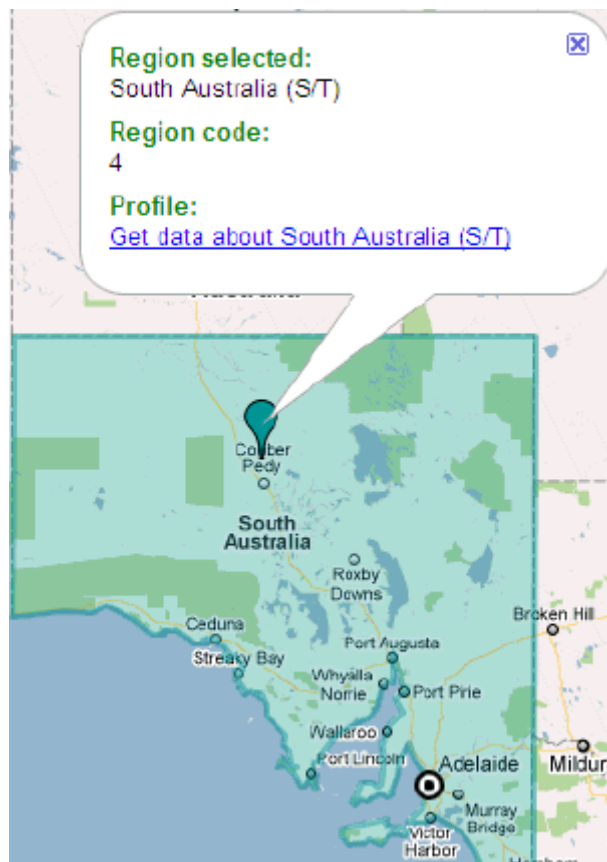 Region selected:
South Australia (S/T)
Region code:
4
Profile:
Get data about South Australia (S/T)
Australia
Coober
Pedy
South
Australia
Roxby
Downs
Ceduna
Broken Hill
Port Augusta
Streaky Bay
Whyalla
Norrie
Port Pirie
Wallaroo
Port Lincoln
Adelaide
Mildur
Murray
Bridge
Victor
Harbor